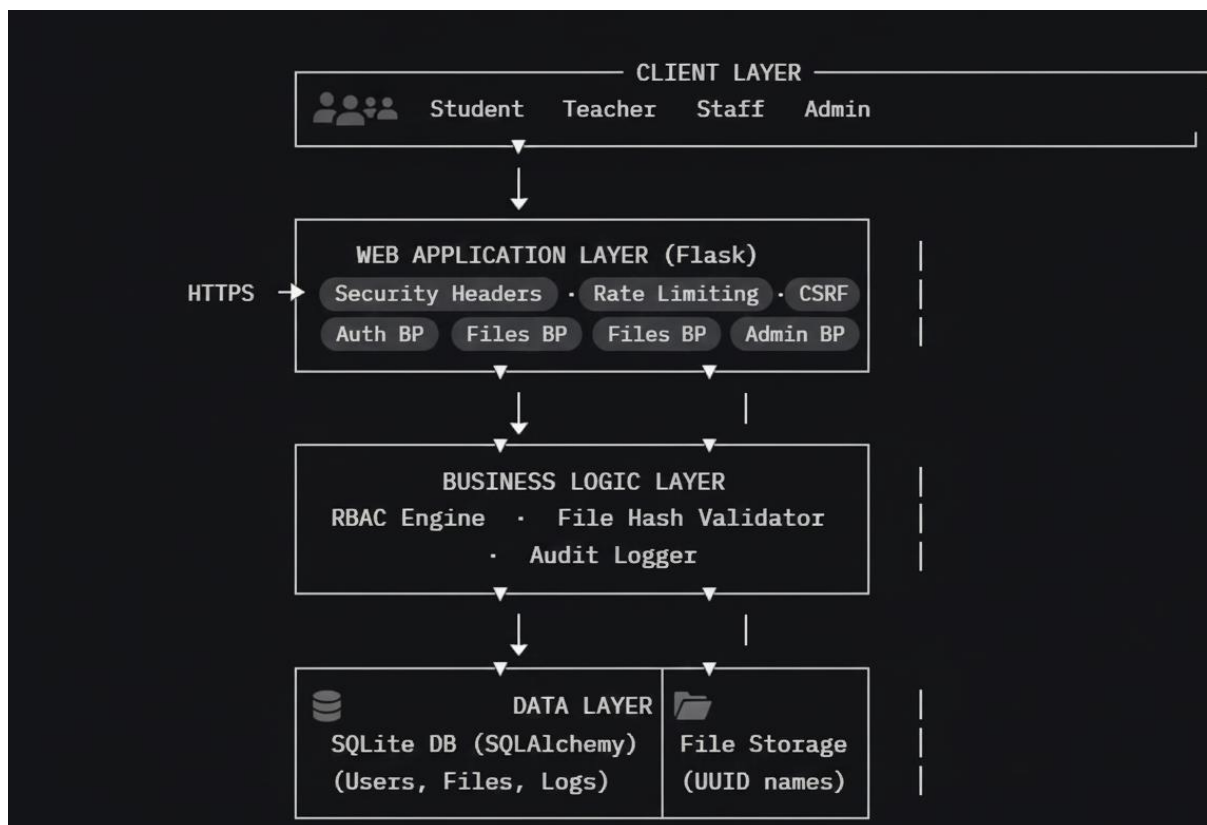 CLIENT LAYER
Student Teacher Staff Admin
WEB APPLICATION LAYER (Flask)
HTTPS
Security Headers · Rate Limiting · CSRF
Auth BP Files BP Files BP Admin BP
BUSINESS LOGIC LAYER
RBAC Engine · File Hash Validator
· Audit Logger
DATA LAYER
SQLite DB (SQLAlchemy)
(Users, Files, Logs)
File Storage
(UUID names)